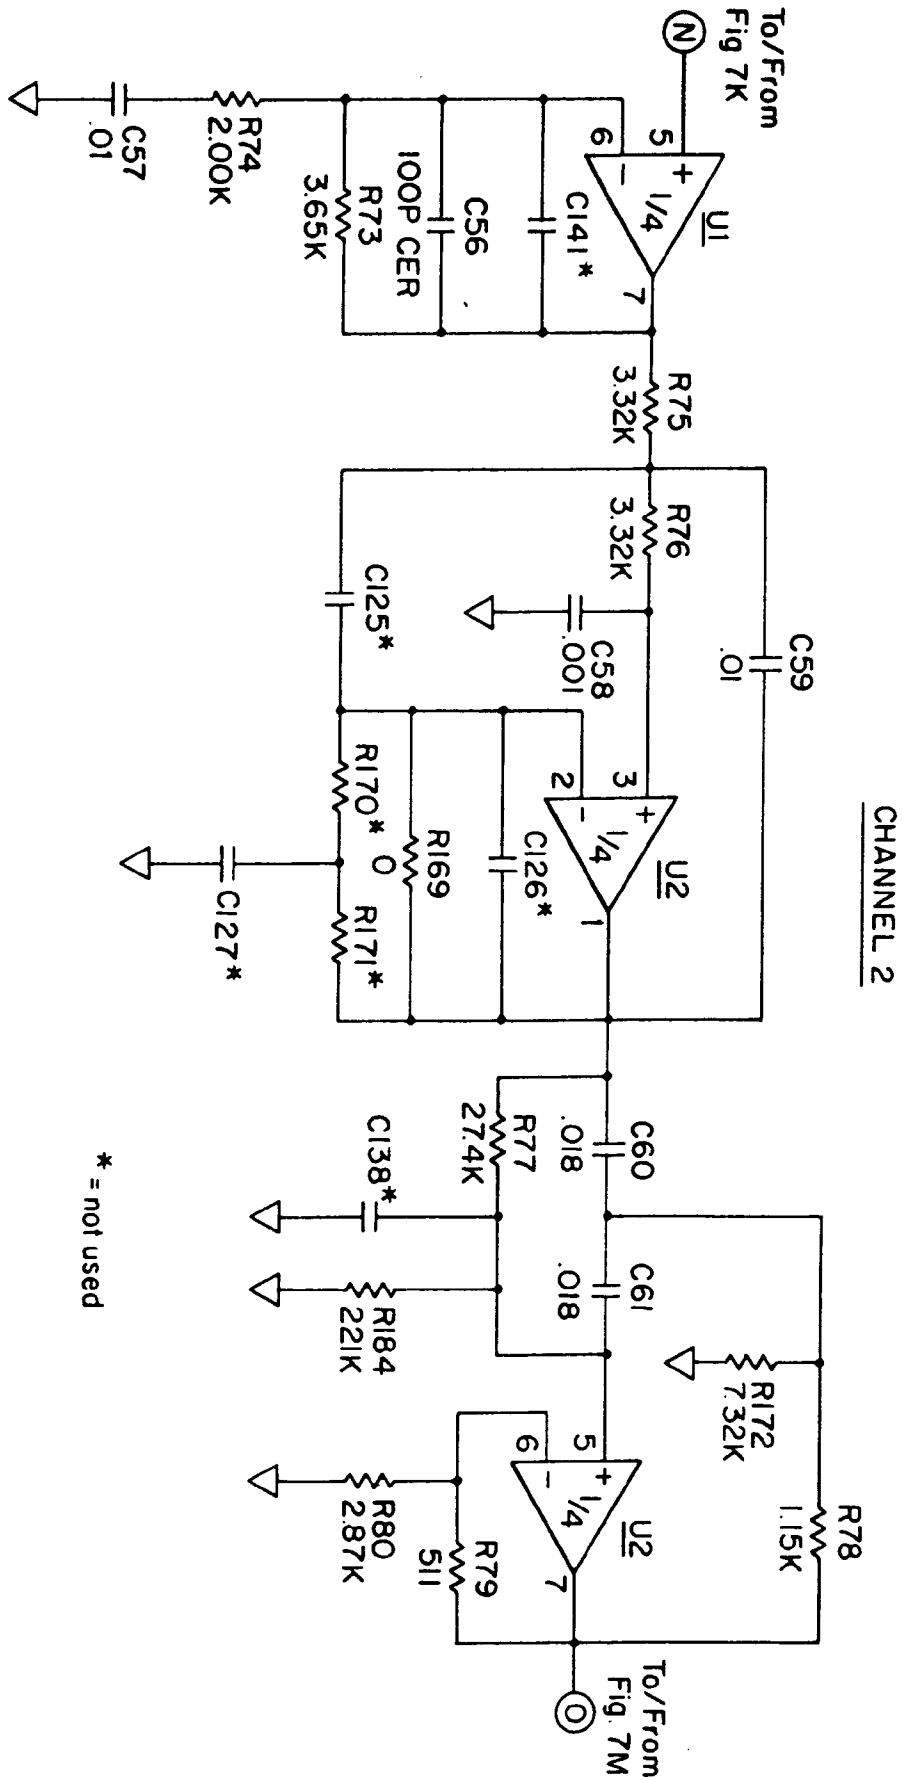 CHANNEL 2
To/From
Fig 7K
N
5
+
6
-
1/4
U1
7
C141*
C56
100P CER
R73
3.65K
R74
2.00K
C57
.01
R75
3.32K
R76
3.32K
C59
.01
C58
.001
C125*
3
+
2
-
1/4
U2
1
C126*
R169
0
R170*
R171*
C127*
C60
.018
C61
.018
R77
27.4K
C138*
R184
221K
R172
7.32K
R78
1.15K
5
+
6
-
1/4
U2
7
R79
511
R80
2.87K
To/From
Fig. 7M
O
* = not used